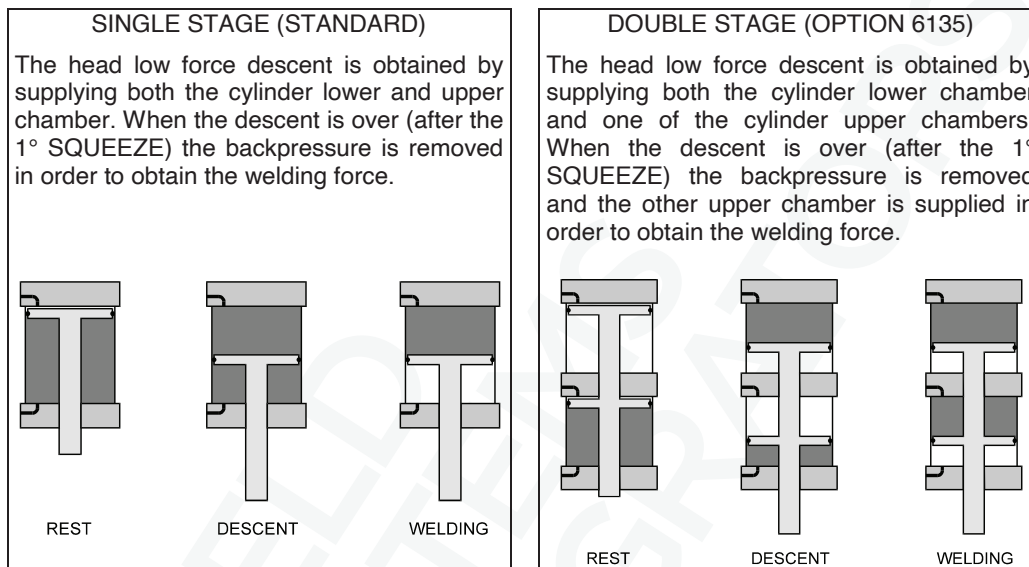 SINGLE STAGE (STANDARD)
The head low force descent is obtained by
supplying both the cylinder lower and upper
chamber. When the descent is over (after the
1° SQUEEZE) the backpressure is removed
in order to obtain the welding force.
REST
DESCENT
WELDING
DOUBLE STAGE (OPTION 6135)
The head low force descent is obtained by
supplying both the cylinder lower chamber
and one of the cylinder upper chambers.
When the descent is over (after the 1°
SQUEEZE) the backpressure is removed
and the other upper chamber is supplied in
order to obtain the welding force.
REST
DESCENT
WELDING